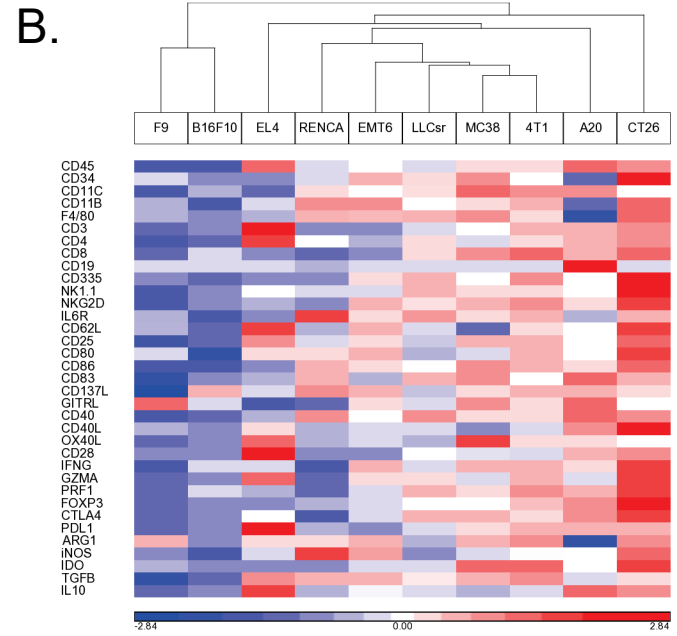 B.
F9 B16F10 EL4 RENCA EMT6 LLCsr MC38 4T1 A20 CT26
CD45
CD34
CD11C
CD11B
F4/80
CD3
CD4
CD8
CD19
CD335
NK1.1
NKG2D
IL6R
CD62L
CD25
CD80
CD86
CD83
CD137L
GITRL
CD40
CD40L
OX40L
CD28
IFNG
GZMA
PRF1
FOXP3
CTLA4
PDL1
ARG1
iNOS
IDO
TGFB
IL10
-2.84 0.00 2.84